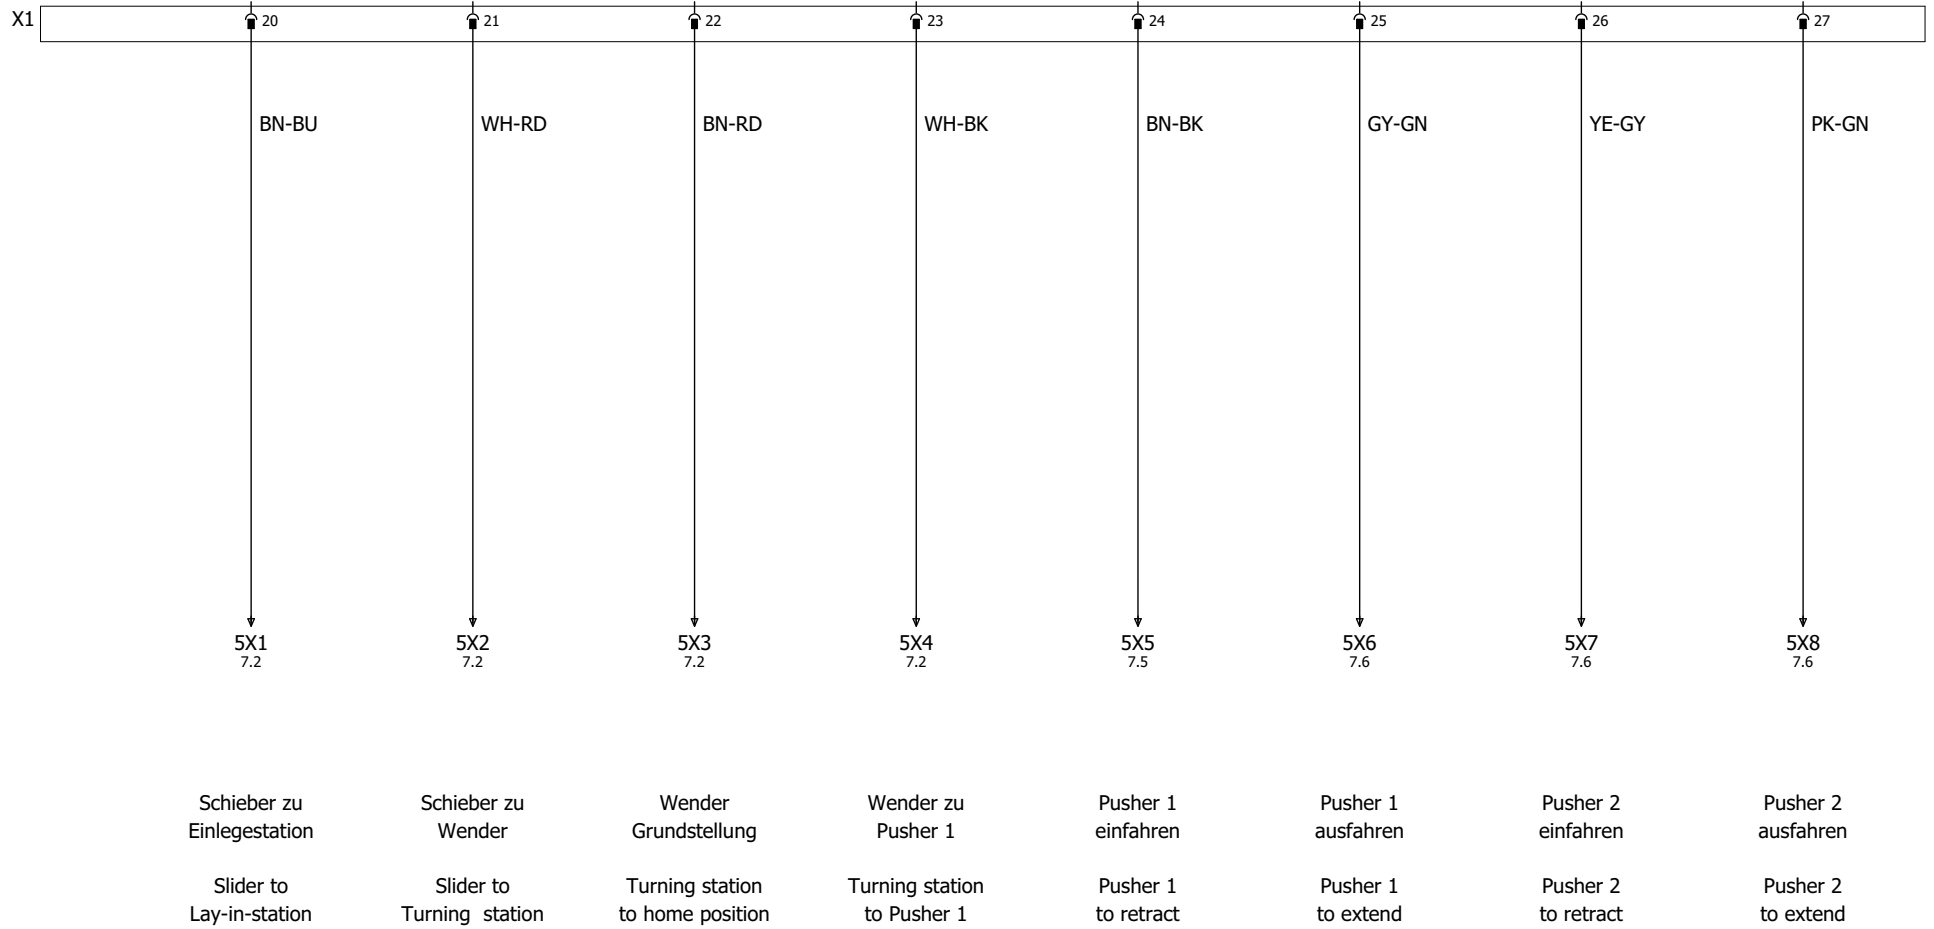 X1 20 21 22 23 24 25 26 27
BN-BU WH-RD BN-RD WH-BK BN-BK GY-GN YE-GY PK-GN
5X1 5X2 5X3 5X4 5X5 5X6 5X7 5X8
7.2 7.2 7.2 7.2 7.5 7.6 7.6 7.6
Schieber zu
Einlegestation
Schieber zu
Wender
Wender
Grundstellung
Wender zu
Pusher 1
Pusher 1
einfahren
Pusher 1
ausfahren
Pusher 2
einfahren
Pusher 2
ausfahren
Slider to
Lay-in-station
Slider to
Turning station
Turning station
to home position
Turning station
to Pusher 1
Pusher 1
to retract
Pusher 1
to extend
Pusher 2
to retract
Pusher 2
to extend